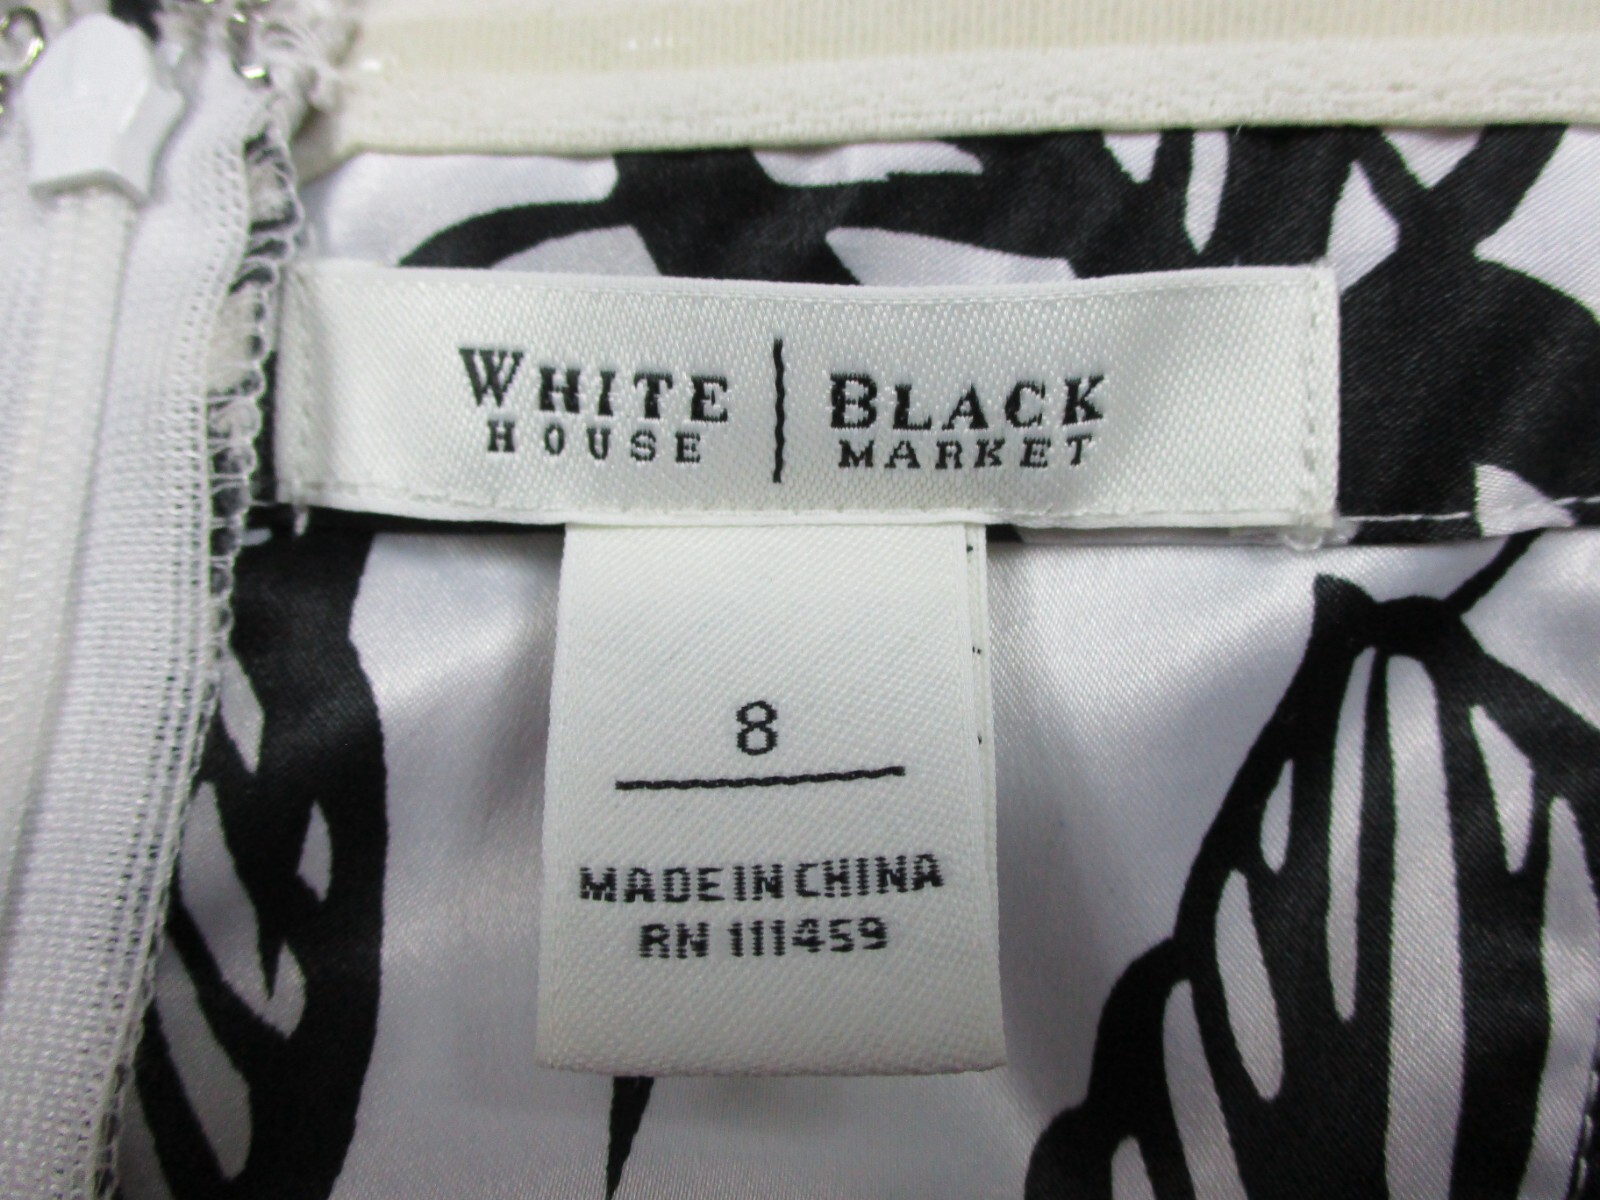 WHITE | BLACK
HOUSE | MARKET
8
MADE IN CHINA
RN 111459